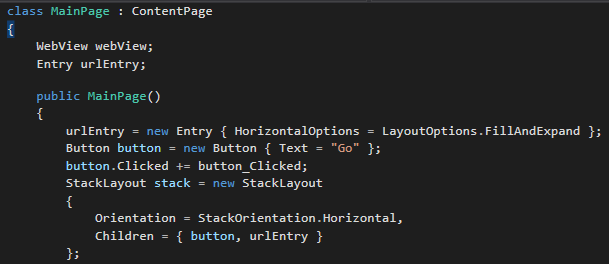 class MainPage : ContentPage
{
WebView webView;
Entry urlEntry;
public MainPage()
{
urlEntry = new Entry { HorizontalOptions = LayoutOptions.FillAndExpand };
Button button = new Button { Text = "Go" };
button.Clicked += button_Clicked;
StackLayout stack = new StackLayout
{
Orientation = StackOrientation.Horizontal,
Children = { button, urlEntry }
};